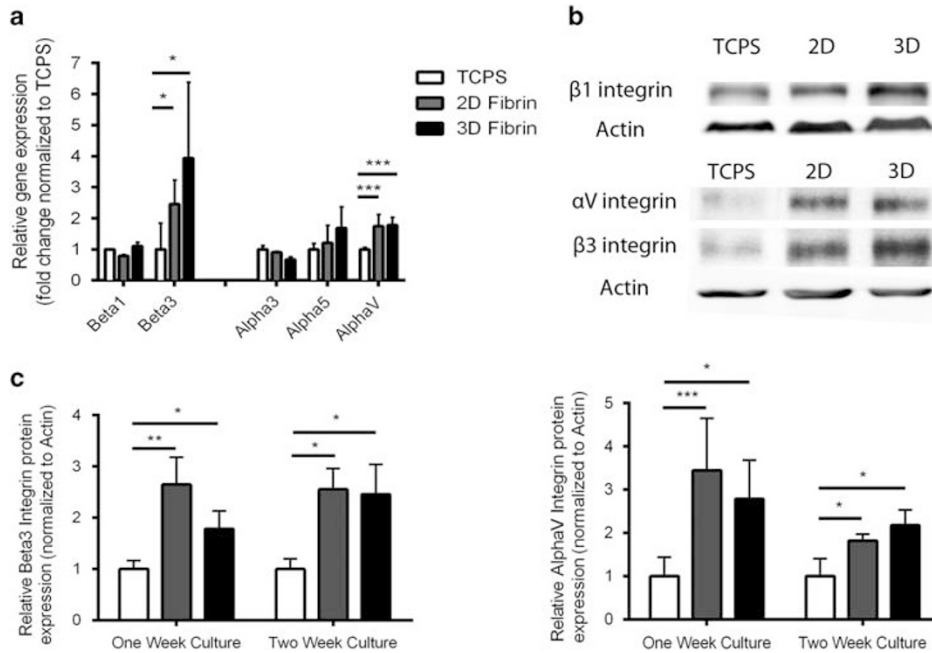 a
Relative gene expression
(fold change normalized to TCPS)
7
6
5
4
3
2
1
0
*
*
***
***
Beta1
Beta3
Alpha3
Alpha5
AlphaV
TCPS
2D Fibrin
3D Fibrin
b
TCPS 2D 3D
β1 integrin
Actin
TCPS 2D 3D
αV integrin
β3 integrin
Actin
c
Relative Beta3 Integrin protein
expression (normalized to Actin)
4
3
2
1
0
*
**
*
*
One Week Culture Two Week Culture
Relative AlphaV Integrin protein
expression (normalized to Actin)
5
4
3
2
1
0
*
***
*
*
One Week Culture Two Week Culture